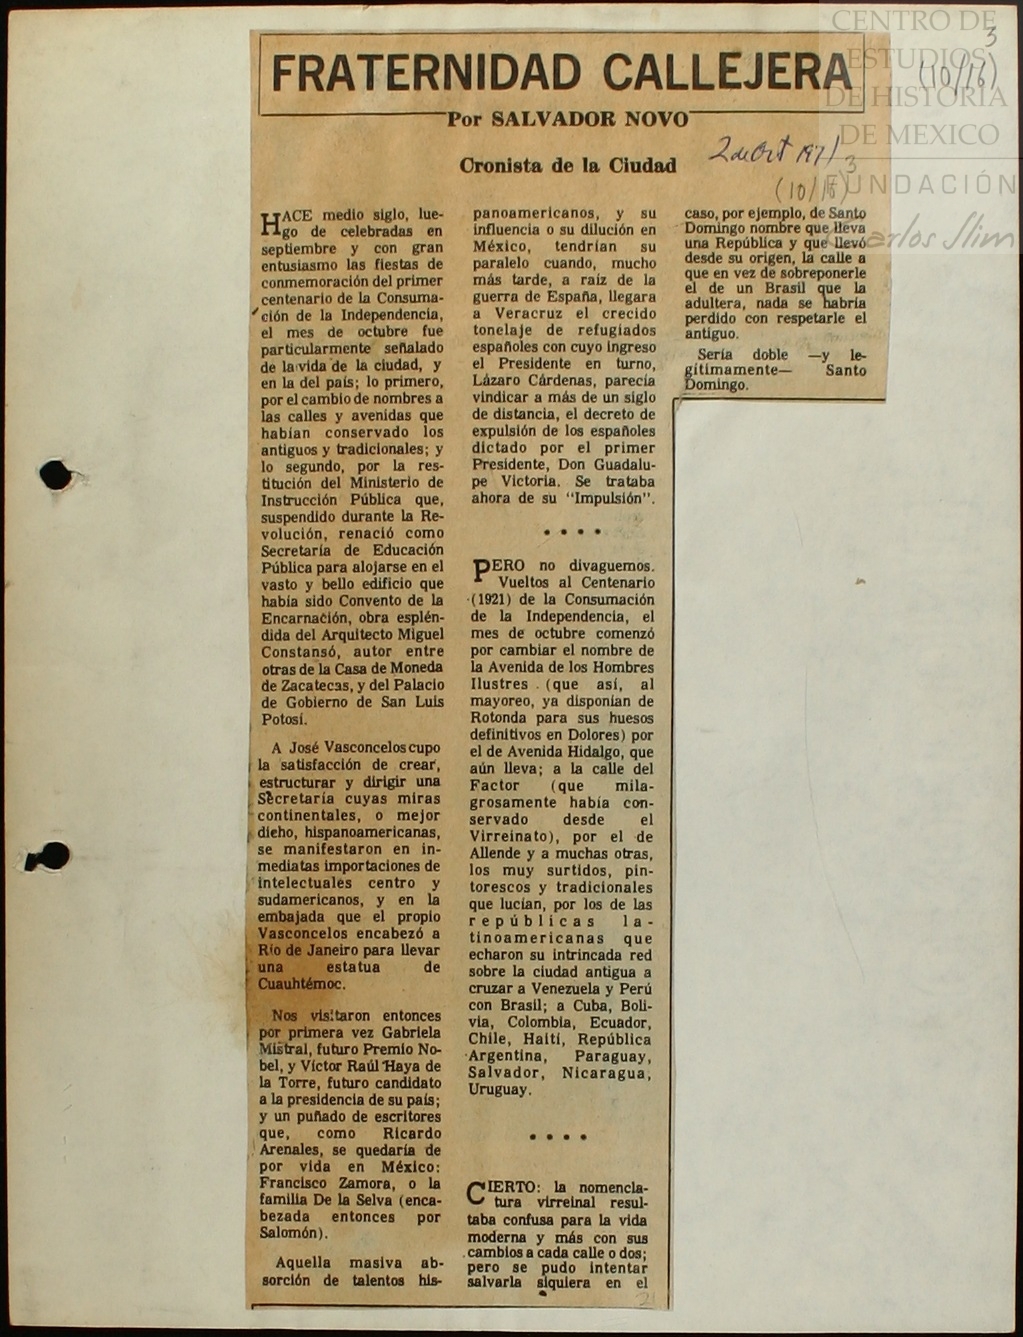 CENTRO DE
ESTUDIOS
DE HISTORIA
DE MEXICO
FUNDACIÓN
Carlos Slim
3
(10/16)
FRATERNIDAD CALLEJERA
Por SALVADOR NOVO
Cronista de la Ciudad
2 de Oct 1971
3
(10/16)
HACE medio siglo, lue-
go de celebradas en
septiembre y con gran
entusiasmo las fiestas de
conmemoración del primer
centenario de la Consuma-
ción de la Independencia,
el mes de octubre fue
particularmente señalado
de la vida de la ciudad, y
en la del país; lo primero,
por el cambio de nombres a
las calles y avenidas que
habían conservado los
antiguos y tradicionales; y
lo segundo, por la res-
titución del Ministerio de
Instrucción Pública que,
suspendido durante la Re-
volución, renació como
Secretaría de Educación
Pública para alojarse en el
vasto y bello edificio que
había sido Convento de la
Encarnación, obra esplén-
dida del Arquitecto Miguel
Constansó, autor entre
otras de la Casa de Moneda
de Zacatecas, y del Palacio
de Gobierno de San Luis
Potosí.
A José Vasconcelos cupo
la satisfacción de crear,
estructurar y dirigir una
Secretaría cuyas miras
continentales, o mejor
dicho, hispanoamericanas,
se manifestaron en in-
mediatas importaciones de
intelectuales centro y
sudamericanos, y en la
embajada que el propio
Vasconcelos encabezó a
Río de Janeiro para llevar
una estatua de
Cuauhtémoc.
Nos visitaron entonces
por primera vez Gabriela
Mistral, futuro Premio No-
bel, y Víctor Raúl Haya de
la Torre, futuro candidato
a la presidencia de su país;
y un puñado de escritores
que, como Ricardo
Arenales, se quedaría de
por vida en México:
Francisco Zamora, o la
familia De la Selva (enca-
bezada entonces por
Salomón).
Aquella masiva ab-
sorción de talentos his-
panoamericanos, y su
influencia o su dilución en
México, tendrían su
paralelo cuando, mucho
más tarde, a raíz de la
guerra de España, llegara
a Veracruz el crecido
tonelaje de refugiados
españoles con cuyo ingreso
el Presidente en turno,
Lázaro Cárdenas, parecía
vindicar a más de un siglo
de distancia, el decreto de
expulsión de los españoles
dictado por el primer
Presidente, Don Guadalu-
pe Victoria. Se trataba
ahora de su "Impulsión".
• • • •
PERO no divaguemos.
Vueltos al Centenario
(1921) de la Consumación
de la Independencia, el
mes de octubre comenzó
por cambiar el nombre de
la Avenida de los Hombres
Ilustres (que así, al
mayoreo, ya disponían de
Rotonda para sus huesos
definitivos en Dolores) por
el de Avenida Hidalgo, que
aún lleva; a la calle del
Factor (que mila-
grosamente había con-
servado desde el
Virreinato), por el de
Allende y a muchas otras,
los muy surtidos, pin-
torescos y tradicionales
que lucían, por los de las
repúblicas la-
tinoamericanas que
echaron su intrincada red
sobre la ciudad antigua a
cruzar a Venezuela y Perú
con Brasil; a Cuba, Boli-
via, Colombia, Ecuador,
Chile, Haití, República
Argentina, Paraguay,
Salvador, Nicaragua,
Uruguay.
• • • •
CIERTO: la nomencla-
tura virreinal resul-
taba confusa para la vida
moderna y más con sus
cambios a cada calle o dos;
pero se pudo intentar
salvarla siquiera en el
caso, por ejemplo, de Santo
Domingo nombre que lleva
una República y que llevó
desde su origen, la calle a
que en vez de sobreponerle
el de un Brasil que la
adultera, nada se habría
perdido con respetarle el
antiguo.
Sería doble —y le-
gítimamente— Santo
Domingo.
21